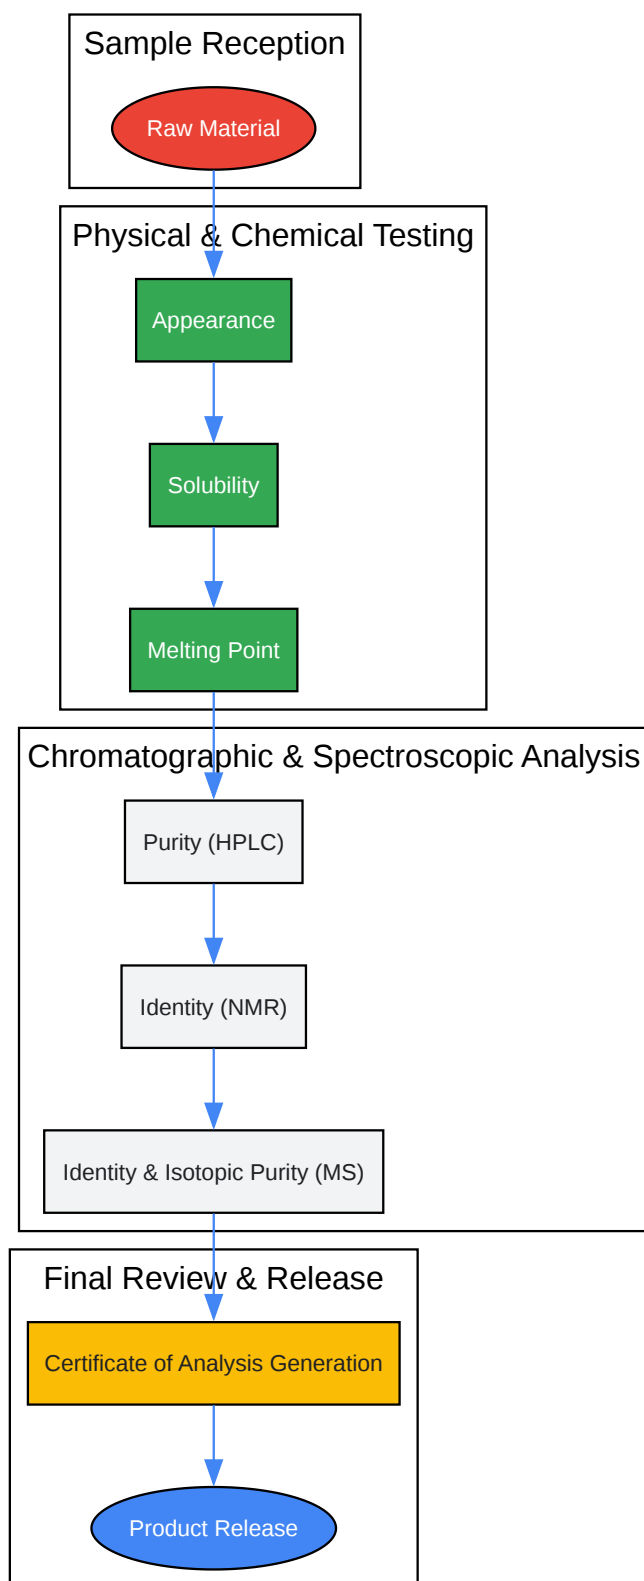 Sample Reception
Raw Material
Physical & Chemical Testing
Appearance
Solubility
Melting Point
Chromatographic & Spectroscopic Analysis
Purity (HPLC)
Identity (NMR)
Identity & Isotopic Purity (MS)
Final Review & Release
Certificate of Analysis Generation
Product Release